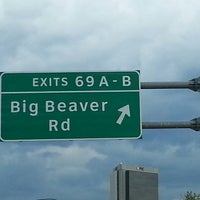 EXITS 69 A - B
Big Beaver
Rd